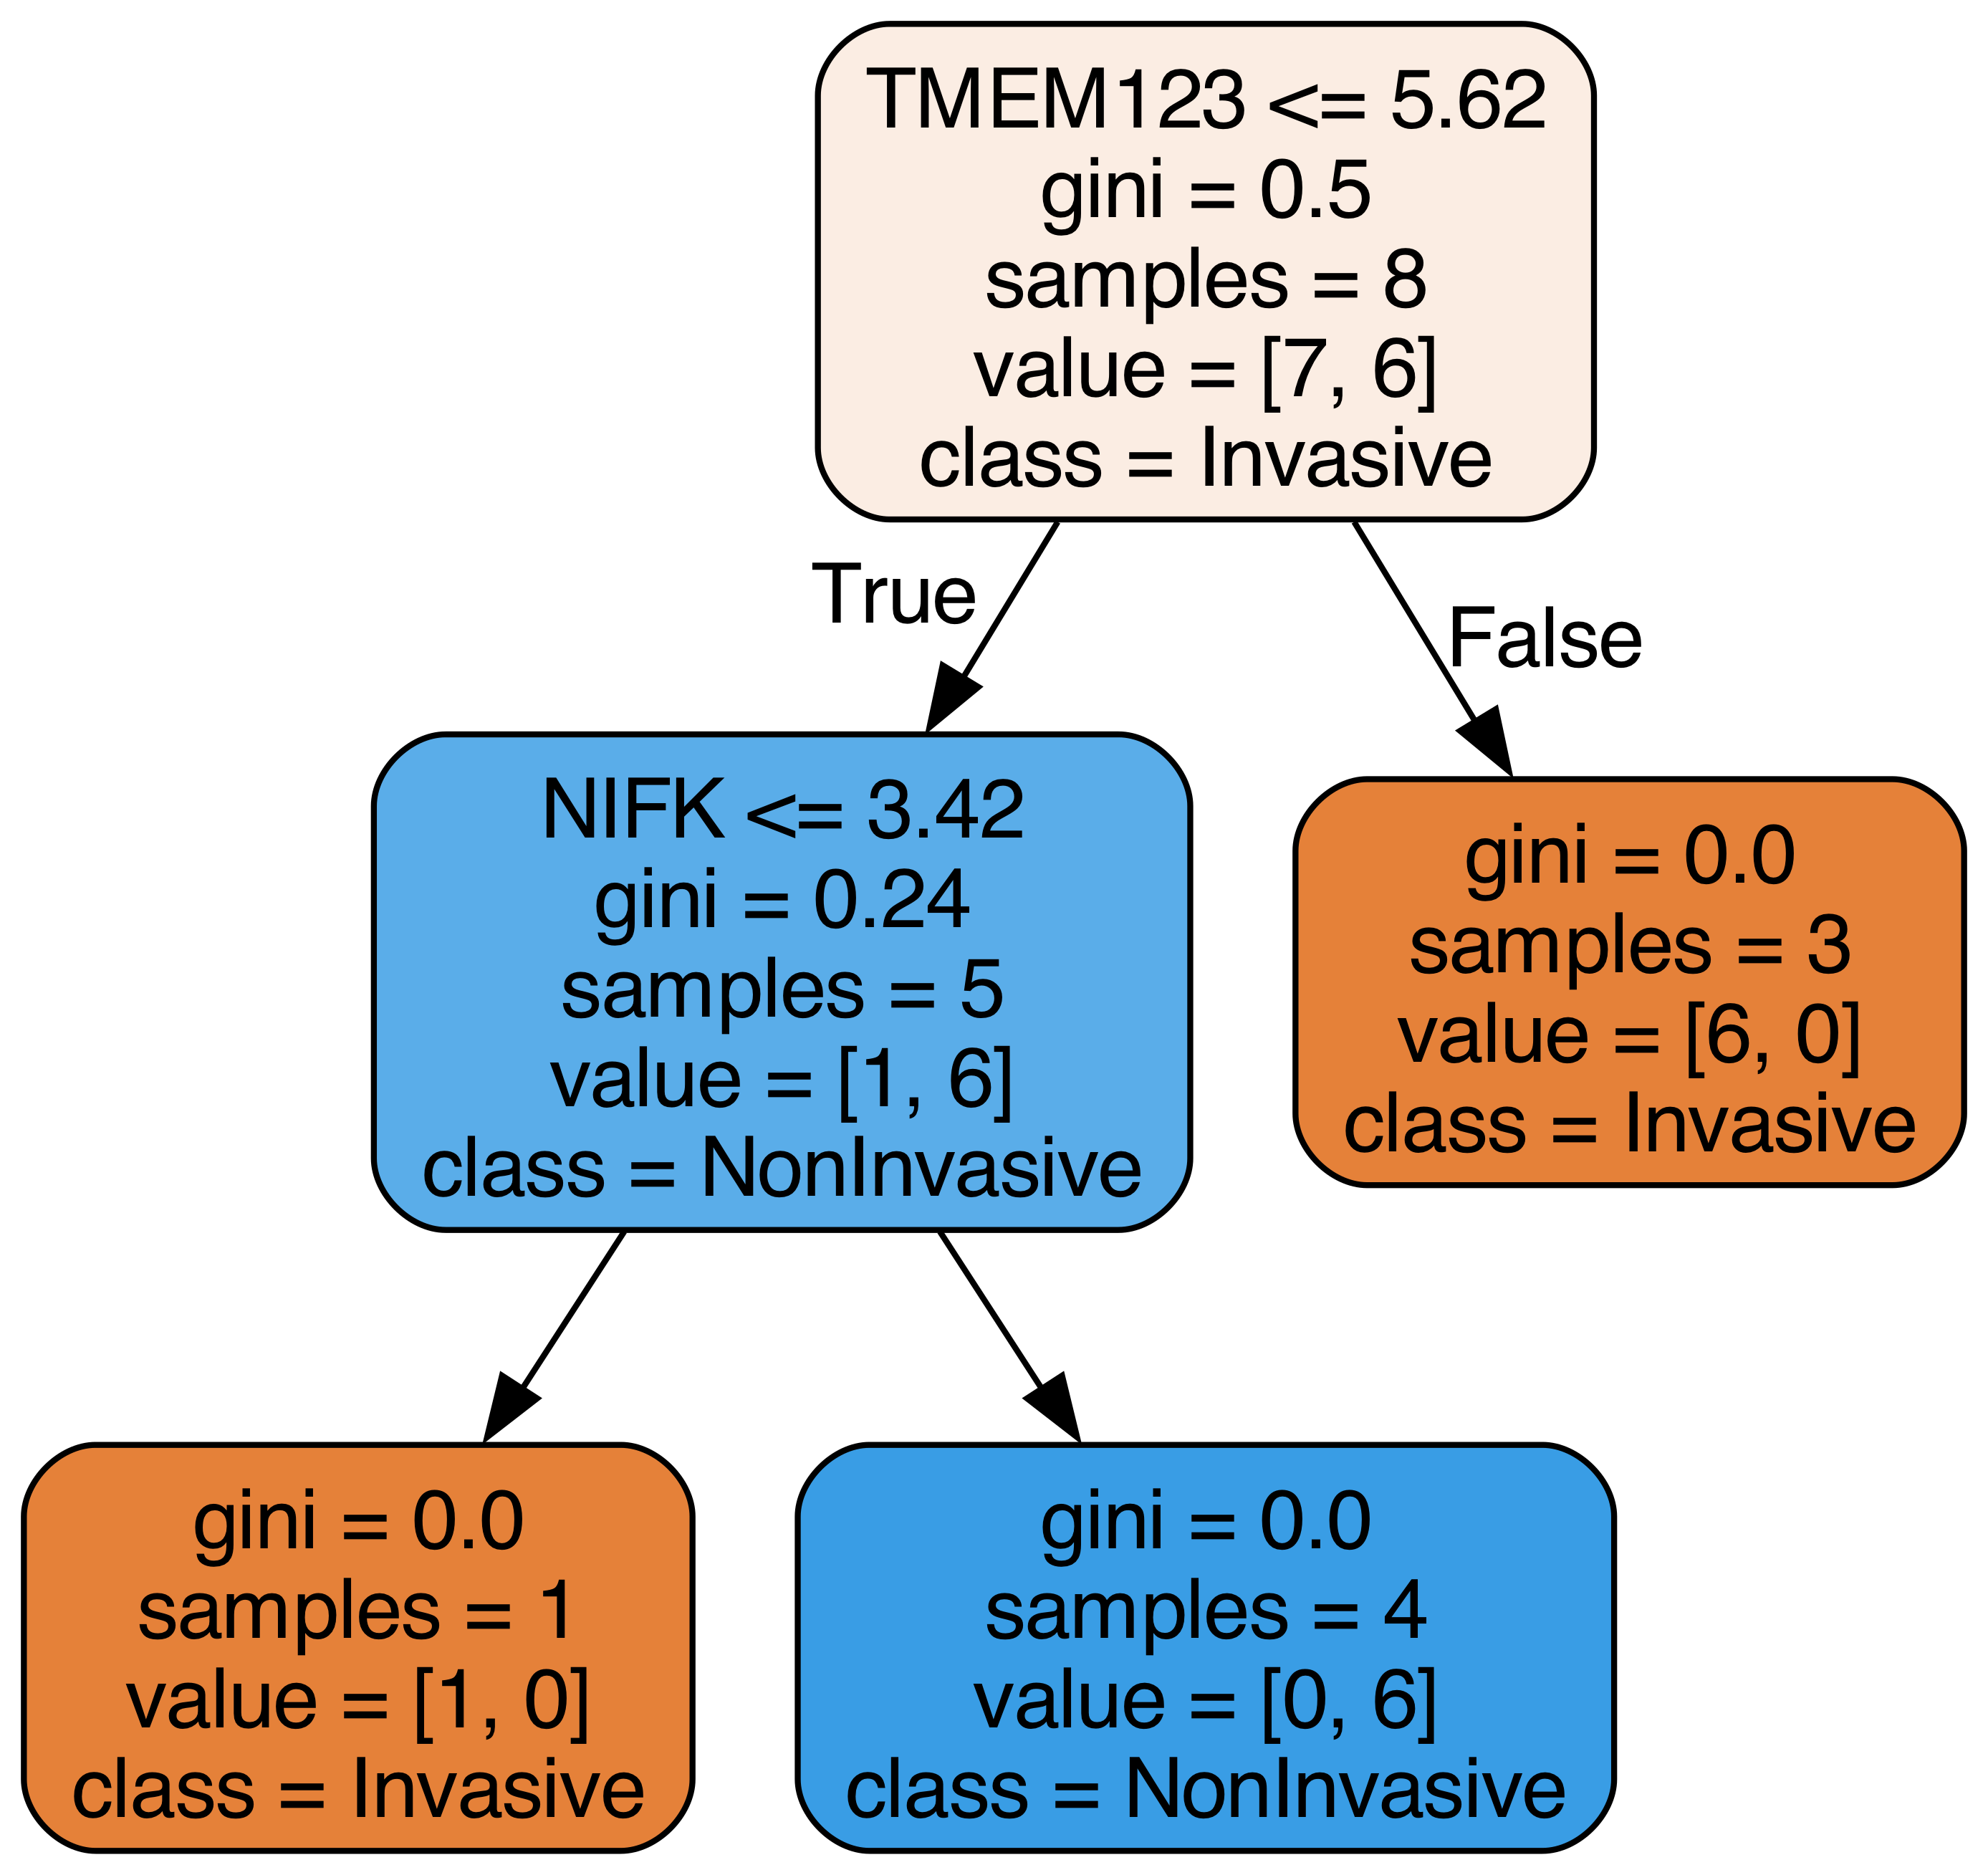 TMEM123 <= 5.62
gini = 0.5
samples = 8
value = [7, 6]
class = Invasive
True
False
NIFK <= 3.42
gini = 0.24
samples = 5
value = [1, 6]
class = NonInvasive
gini = 0.0
samples = 3
value = [6, 0]
class = Invasive
gini = 0.0
samples = 1
value = [1, 0]
class = Invasive
gini = 0.0
samples = 4
value = [0, 6]
class = NonInvasive